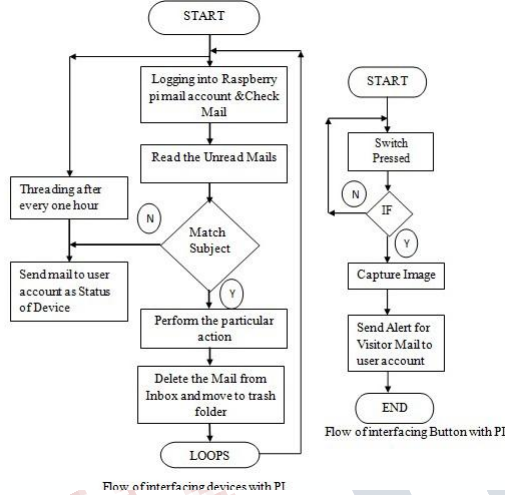 START
Logging into Raspberry
pi mail account &Check
Mail
Read the Unread Mails
Threading after
every one hour
N
Match
Subject
Send mail to user
account as Status
of Device
Y
Perform the particular
action
Delete the Mail from
Inbox and move to trash
folder
LOOPS
Flow of interfacing devices with PI
START
Switch
Pressed
N
IF
Y
Capture Image
Send Alert for
Visitor Mail to
user account
END
Flow of interfacing Button with PI